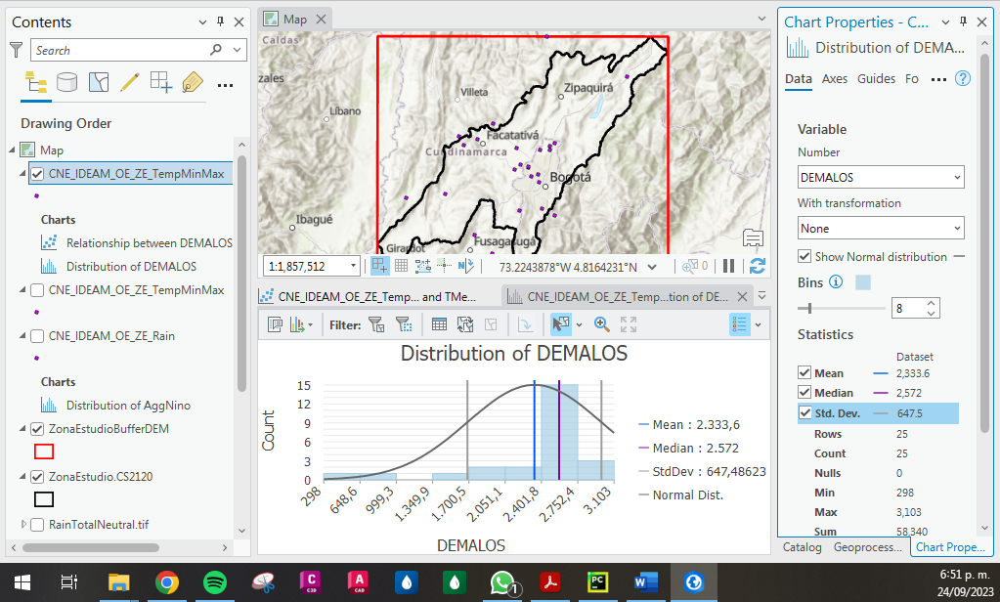 Contents
Search
Drawing Order
Map
CNE_IDEAM_OE_ZE_TempMinMax
Charts
Relationship between DEMALOS
Distribution of DEMALOS
CNE_IDEAM_OE_ZE_TempMinMax
CNE_IDEAM_OE_ZE_Rain
Charts
Distribution of AggNino
ZonaEstudioBufferDEM
ZonaEstudio.CS2120
RainTotalNeutral.tif
Map
Caldas
zales
Villeta
Zipaquirá
Líbano
Facatativá
Cundinamarca
Bogotá
Ibagué
Girardot
Fusagasugá
1:1,857,512
73.2243878°W 4.8164231°N
0
CNE_IDEAM_OE_ZE_Temp... and TMe...
CNE_IDEAM_OE_ZE_Temp...tion of DE...
Filter:
Distribution of DEMALOS
Count
15
12
9
6
3
0
298
648,6
999,3
1.349,9
1.700,5
2.051,1
2.401,8
2.752,4
3.103
DEMALOS
Mean : 2.333,6
Median : 2.572
StdDev : 647,48623
Normal Dist.
Chart Properties - C...
Distribution of DEMA...
Data Axes Guides Fo ...
Variable
Number
DEMALOS
With transformation
None
Show Normal distribution
Bins
8
Statistics
Dataset
Mean 2,333.6
Median 2,572
Std. Dev. 647.5
Rows 25
Count 25
Nulls 0
Min 298
Max 3,103
Sum 58,340
Catalog Geoprocess... Chart Prope...
C
C3D
A
CAD
1
PC
W
6:51 p. m.
24/09/2023